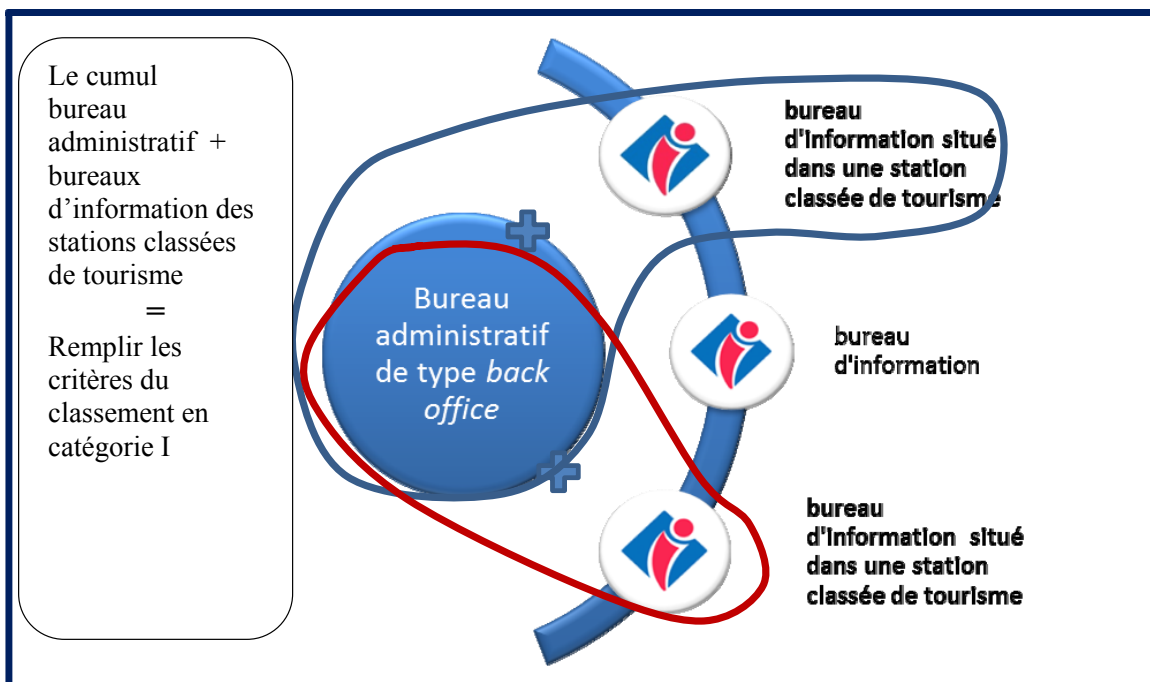 Le cumul
bureau
administratif +
bureaux
d’information des
stations classées
de tourisme
=
Remplir les
critères du
classement en
catégorie I
Bureau
administratif
de type back
office
bureau
d'information situé
dans une station
classée de tourisme
bureau
d'information
bureau
d'information situé
dans une station
classée de tourisme